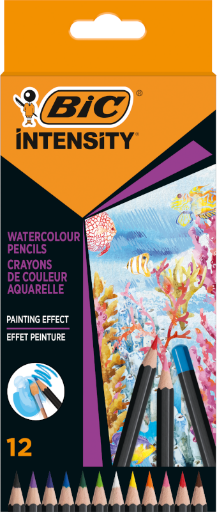 BIC
INTENSITY
WATERCOLOUR
PENCILS
CRAYONS
DE COULEUR
AQUARELLE
PAINTING EFFECT
EFFET PEINTURE
12